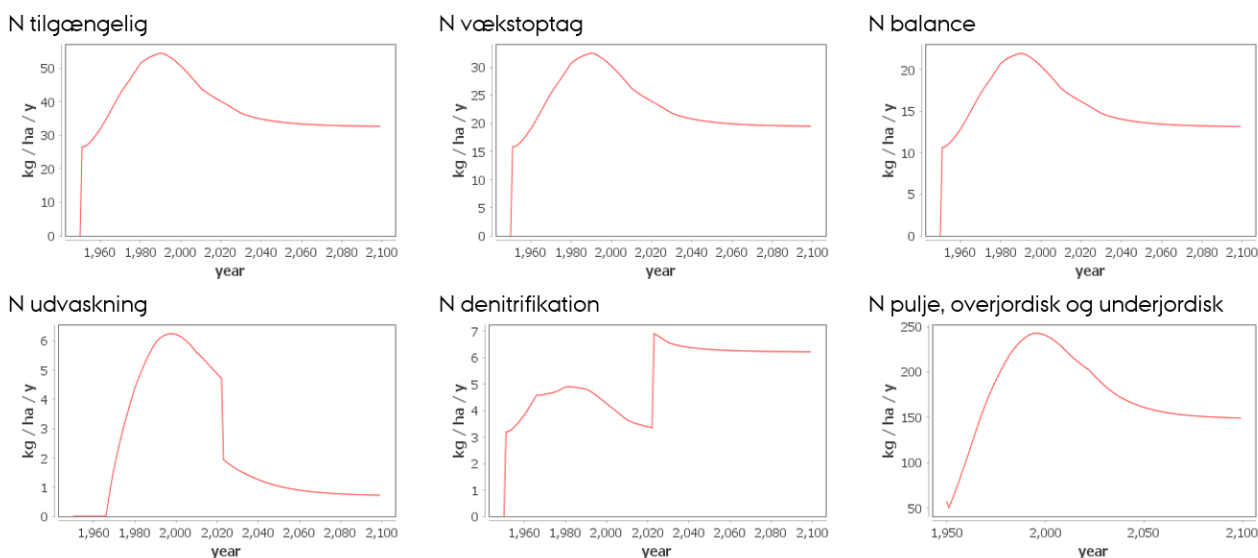 N tilgængelig
50
40
30
20
10
0
kg / ha / y
1,960 1,980 2,000 2,020 2,040 2,060 2,080 2,100
year
N vækstoptag
30
25
20
15
10
5
0
kg / ha / y
1,960 1,980 2,000 2,020 2,040 2,060 2,080 2,100
year
N balance
20
15
10
5
0
kg / ha / y
1,960 1,980 2,000 2,020 2,040 2,060 2,080 2,100
year
N udvaskning
6
5
4
3
2
1
0
kg / ha / y
1,960 1,980 2,000 2,020 2,040 2,060 2,080 2,100
year
N denitrifikation
7
6
5
4
3
2
1
0
kg / ha / y
1,960 1,980 2,000 2,020 2,040 2,060 2,080 2,100
year
N pulje, overjordisk og underjordisk
250
200
150
100
50
kg / ha / y
1,950 2,000 2,050 2,100
year